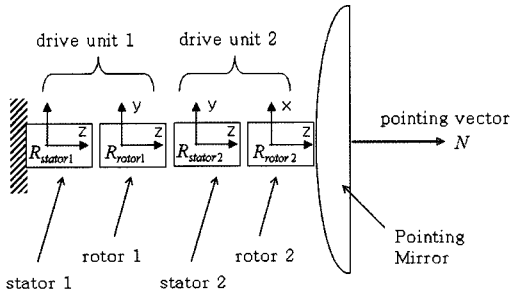 drive unit 1
drive unit 2
y
y
x
z
z
z
z
R_stator1
R_rotor1
R_stator2
R_rotor2
pointing vector
N
Pointing
Mirror
rotor 1
rotor 2
stator 1
stator 2